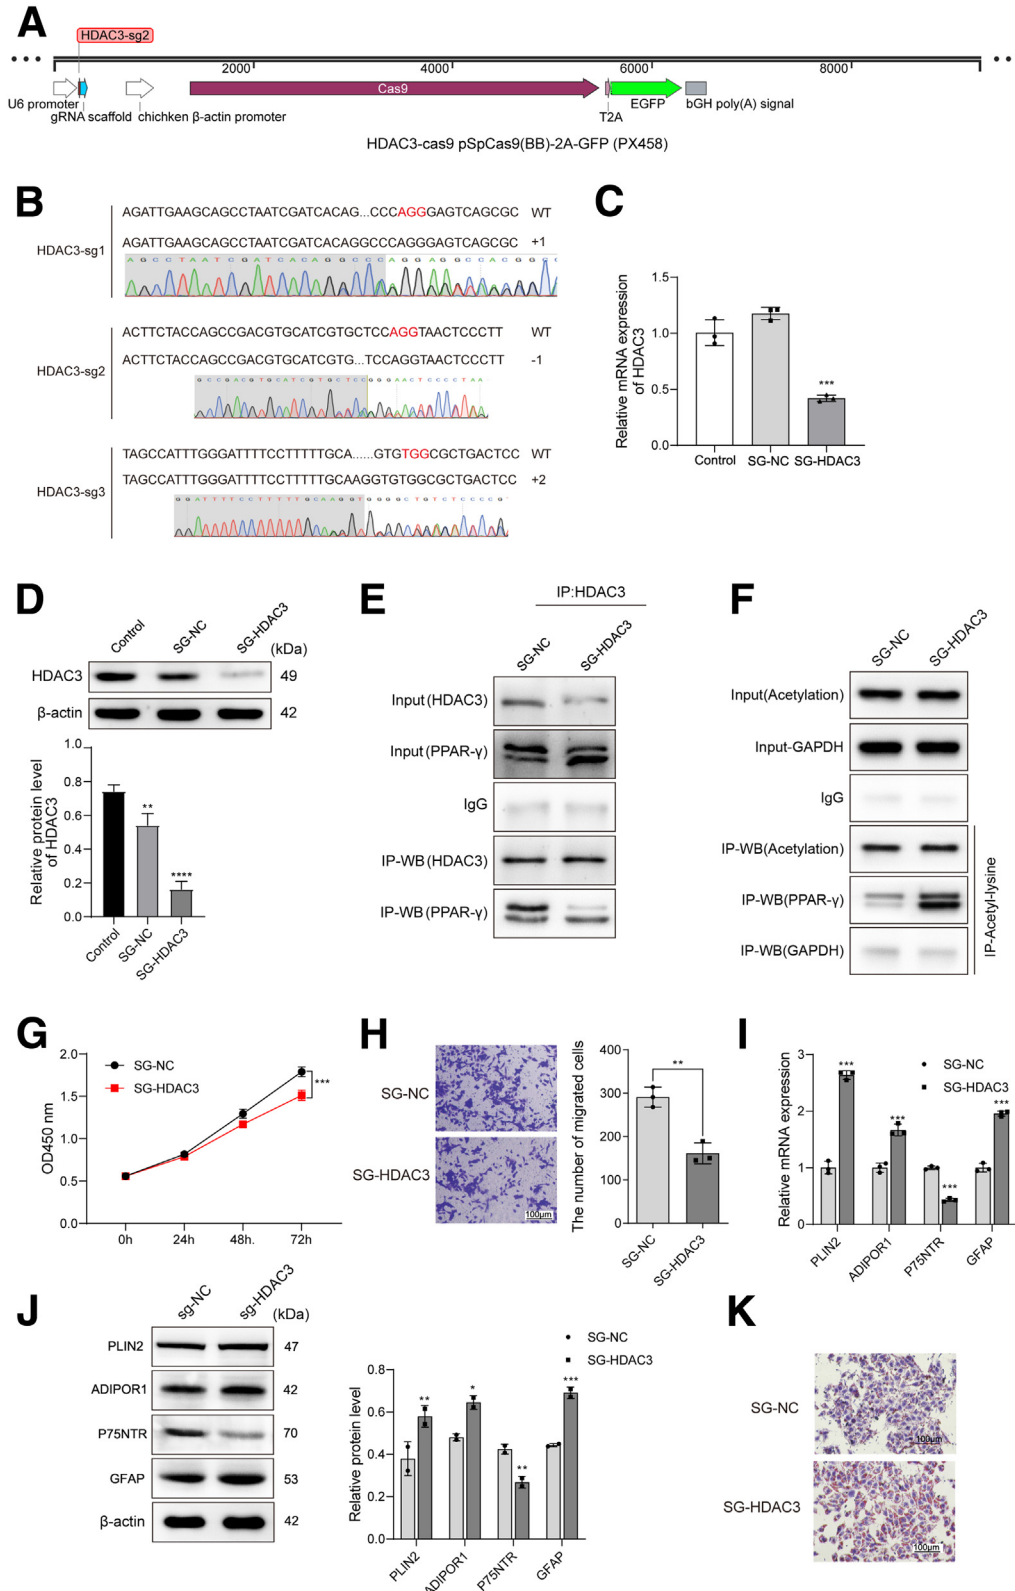 A
HDAC3-sg2
2000 4000 6000 8000
Cas9
U6 promoter EGFP bGH poly(A) signal
gRNA scaffold chichken β-actin promoter T2A
HDAC3-cas9 pSpCas9(BB)-2A-GFP (PX458)
B
HDAC3-sg1
AGATTGAAGCAGCCTAATCGATCACAG...CCCAGGGAGTCAGCGC WT
AGATTGAAGCAGCCTAATCGATCACAGGCCCAGGGAGTCAGCGC +1
A G C C T A A T C G A T C A C A G G C C C A G G A G G C C A C G G C
HDAC3-sg2
ACTTCTACCAGCCGACGTGCATCGTGCTCCAGGTAACTCCCTT WT
ACTTCTACCAGCCGACGTGCATCGTG...TCCAGGTAACTCCCTT -1
HDAC3-sg3
TAGCCATTTGGGATTTTCCTTTTTGCA......GTGTGGCGCTGACTCC WT
TAGCCATTTGGGATTTTCCTTTTTGCAAGGTGTGGCGCTGACTCC +2
C
Relative mRNA expression
of HDAC3
1.5
1.0
0.5
0.0
***
Control SG-NC SG-HDAC3
D
Control SG-NC SG-HDAC3 (kDa)
HDAC3 49
β-actin 42
Relative protein level
of HDAC3
1.0
0.8
0.6
0.4
0.2
0.0
**
****
Control SG-NC SG-HDAC3
E
IP:HDAC3
SG-NC SG-HDAC3
Input(HDAC3)
Input(PPAR-γ)
IgG
IP-WB(HDAC3)
IP-WB(PPAR-γ)
F
SG-NC SG-HDAC3
Input(Acetylation)
Input-GAPDH
IgG
IP-WB(Acetylation)
IP-WB(PPAR-γ)
IP-WB(GAPDH)
IP-Acetyl-lysine
G
OD450 nm
2.0
1.5
1.0
0.5
0.0
SG-NC
SG-HDAC3
***
0h 24h 48h. 72h
H
SG-NC
SG-HDAC3
100μm
The number of migrated cells
400
300
200
100
0
**
SG-NC SG-HDAC3
I
Relative mRNA expression
3
2
1
0
SG-NC
SG-HDAC3
*** *** *** ***
PLIN2 ADIPOR1 P75NTR GFAP
J
sg-NC sg-HDAC3 (kDa)
PLIN2 47
ADIPOR1 42
P75NTR 70
GFAP 53
β-actin 42
SG-NC
SG-HDAC3
Relative protein level
0.8
0.6
0.4
0.2
0.0
** * ** ***
PLIN2 ADIPOR1 P75NTR GFAP
K
SG-NC
100μm
SG-HDAC3
100μm